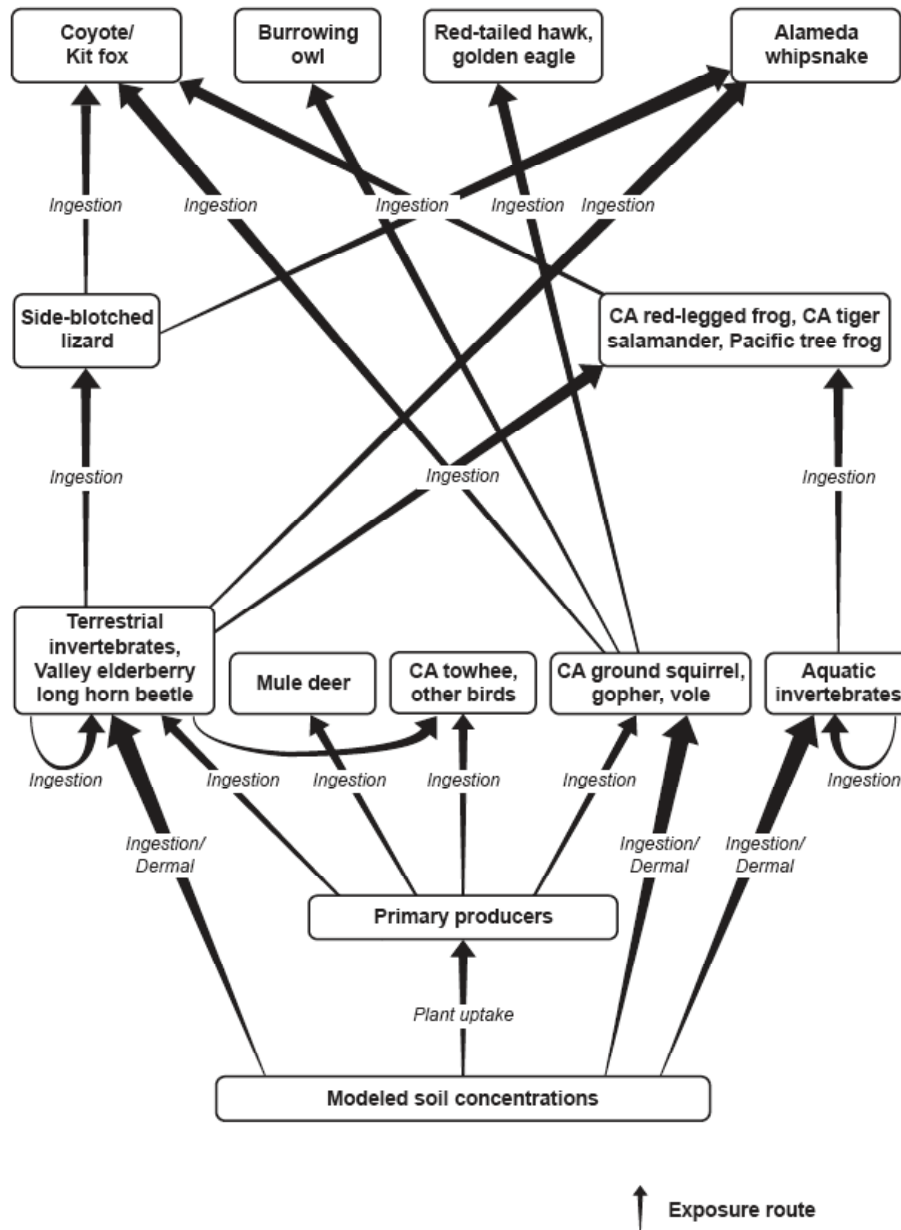 Coyote/
Kit fox
Burrowing
owl
Red-tailed hawk,
golden eagle
Alameda
whipsnake
Ingestion
Ingestion
Ingestion
Ingestion
Ingestion
Side-blotched
lizard
CA red-legged frog, CA tiger
salamander, Pacific tree frog
Ingestion
Ingestion
Ingestion
Terrestrial
invertebrates,
Valley elderberry
long horn beetle
Mule deer
CA towhee,
other birds
CA ground squirrel,
gopher, vole
Aquatic
invertebrates
Ingestion
Ingestion
Ingestion
Ingestion
Ingestion
Ingestion
Ingestion/
Dermal
Ingestion/
Dermal
Ingestion/
Dermal
Primary producers
Plant uptake
Modeled soil concentrations
Exposure route